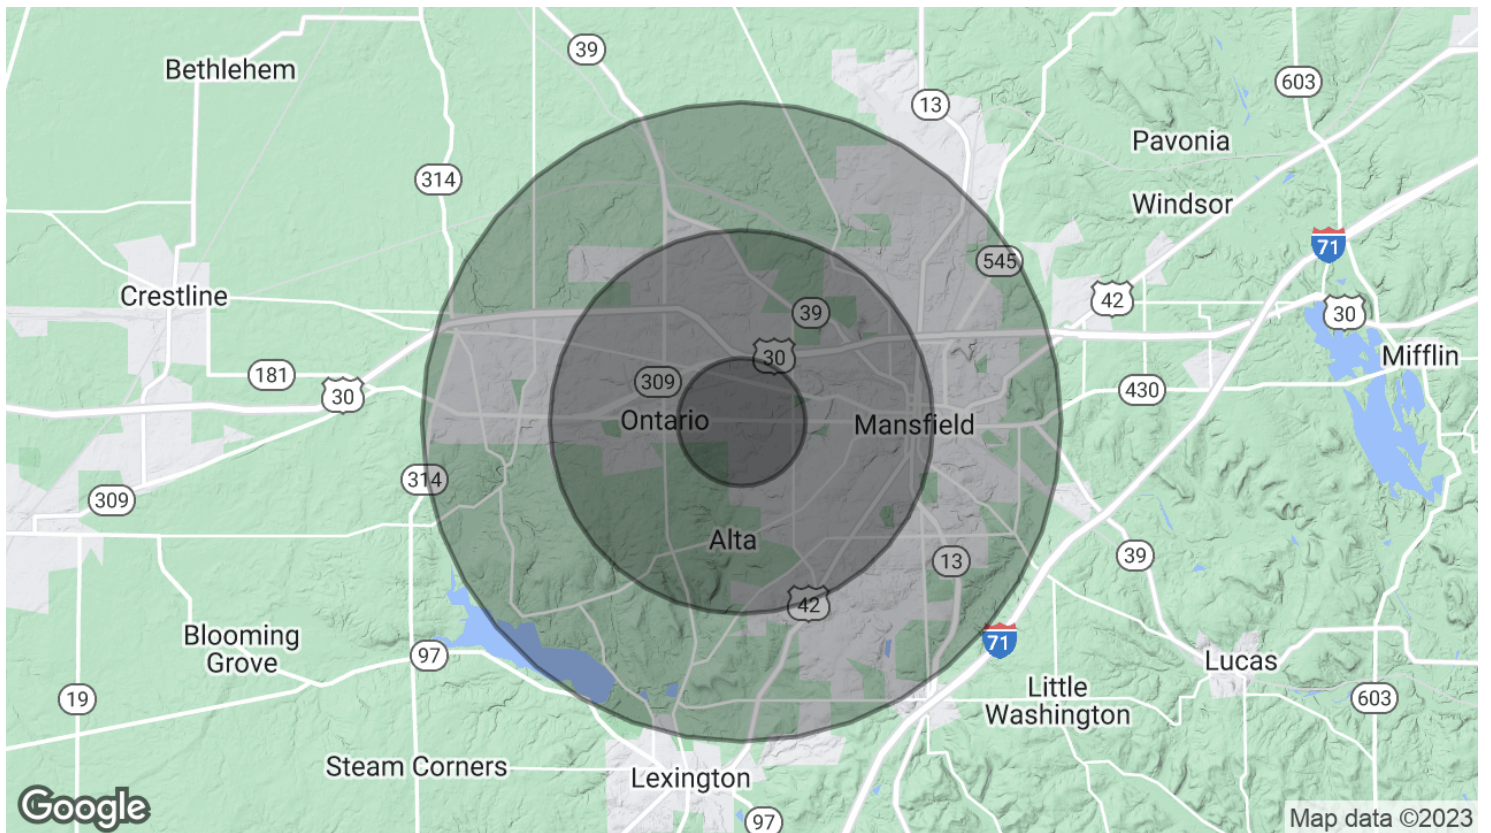 39
Bethlehem
603
13
Pavonia
314
Windsor
71
545
Crestline
42
39
30
30
Mifflin
181
309
430
30
Ontario
Mansfield
314
309
Alta
39
13
42
Blooming
Grove
71
97
Lucas
Little
Washington
19
603
Steam Corners
Lexington
Google
97
Map data ©2023